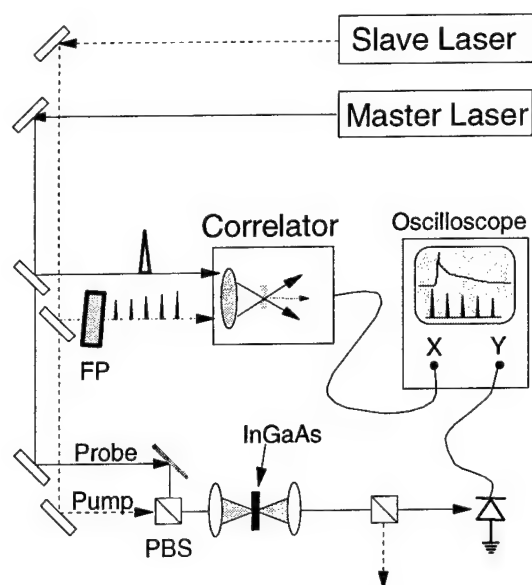 Slave Laser
Master Laser
Correlator
Oscilloscope
X Y
FP
InGaAs
Probe
Pump
PBS